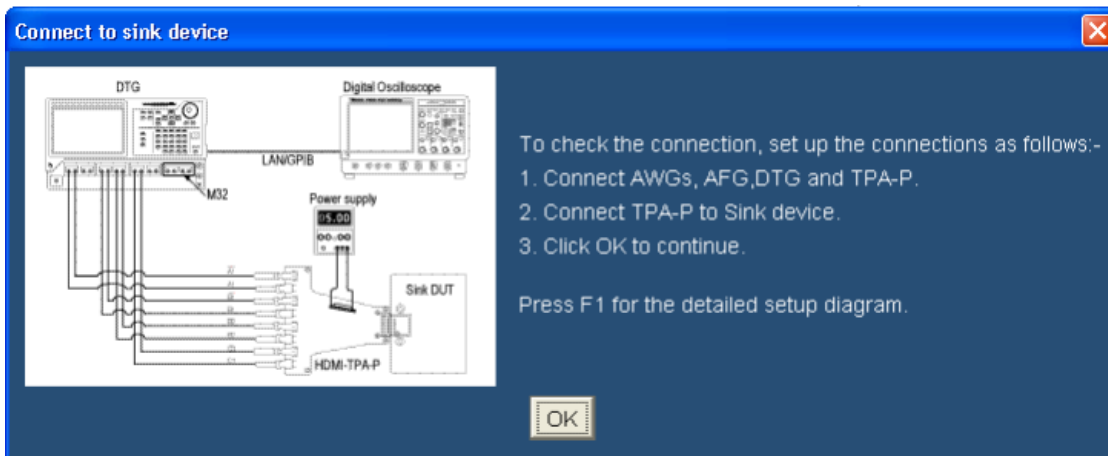 Connect to sink device
DTG
Digital Oscilloscope
LAN/GPIB
M32
Power supply
05.00
Sink DUT
HDMI-TPA-P
To check the connection, set up the connections as follows:-
1. Connect AWGs, AFG,DTG and TPA-P.
2. Connect TPA-P to Sink device.
3. Click OK to continue.
Press F1 for the detailed setup diagram.
OK